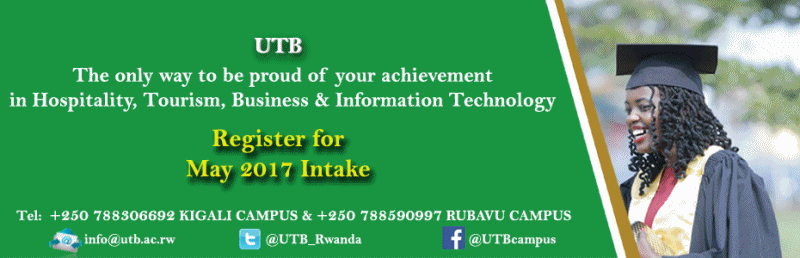 UTB
The only way to be proud of your achievement
in Hospitality, Tourism, Business & Information Technology
Register for
May 2017 Intake
Tel: +250 788306692 KIGALI CAMPUS & +250 788590997 RUBAVU CAMPUS
info@utb.ac.rw @UTB_Rwanda @UTBcampus